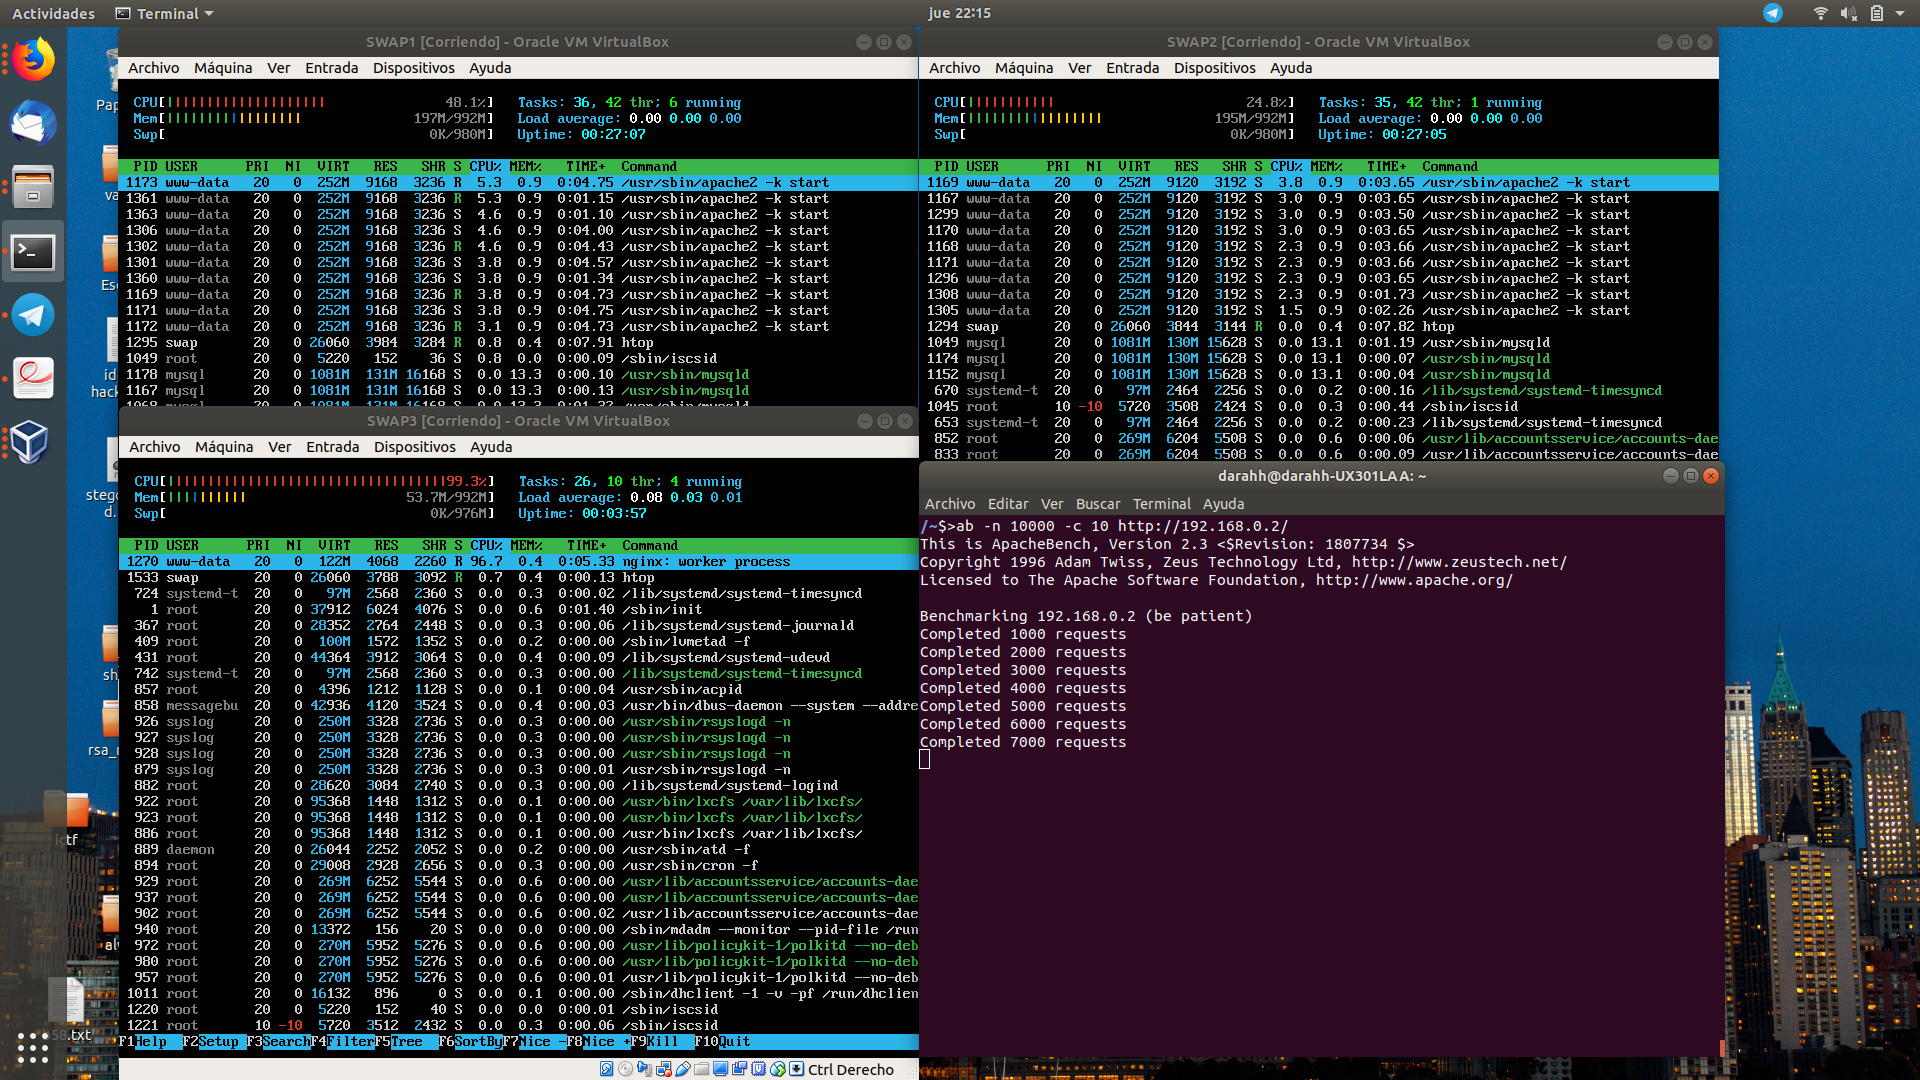 Actividades
Terminal
jue 22:15
SWAP1 [Corriendo] - Oracle VM VirtualBox
Archivo Máquina Ver Entrada Dispositivos Ayuda
CPU[ 48.1%] Tasks: 36, 42 thr; 6 running
Mem[ 197M/992M] Load average: 0.00 0.00 0.00
Swp[ 0K/980M] Uptime: 00:27:07
PID USER PRI NI VIRT RES SHR S CPU% MEM% TIME+ Command
1173 www-data 20 0 252M 9168 3236 R 5.3 0.9 0:04.75 /usr/sbin/apache2 -k start
1361 www-data 20 0 252M 9168 3236 R 5.3 0.9 0:01.15 /usr/sbin/apache2 -k start
1363 www-data 20 0 252M 9168 3236 S 4.6 0.9 0:01.10 /usr/sbin/apache2 -k start
1306 www-data 20 0 252M 9168 3236 S 4.6 0.9 0:04.00 /usr/sbin/apache2 -k start
1302 www-data 20 0 252M 9168 3236 R 4.6 0.9 0:04.43 /usr/sbin/apache2 -k start
1301 www-data 20 0 252M 9168 3236 S 3.8 0.9 0:04.57 /usr/sbin/apache2 -k start
1360 www-data 20 0 252M 9168 3236 S 3.8 0.9 0:01.34 /usr/sbin/apache2 -k start
1169 www-data 20 0 252M 9168 3236 R 3.8 0.9 0:04.73 /usr/sbin/apache2 -k start
1171 www-data 20 0 252M 9168 3236 S 3.8 0.9 0:04.75 /usr/sbin/apache2 -k start
1172 www-data 20 0 252M 9168 3236 R 3.1 0.9 0:04.73 /usr/sbin/apache2 -k start
1295 swap 20 0 26060 3984 3284 R 0.8 0.4 0:07.91 htop
1049 root 20 0 5220 152 36 S 0.8 0.0 0:00.09 /sbin/iscsid
1178 mysql 20 0 1081M 131M 16168 S 0.0 13.3 0:00.10 /usr/sbin/mysqld
1167 mysql 20 0 1081M 131M 16168 S 0.0 13.3 0:00.13 /usr/sbin/mysqld
SWAP2 [Corriendo] - Oracle VM VirtualBox
Archivo Máquina Ver Entrada Dispositivos Ayuda
CPU[ 24.8%] Tasks: 35, 42 thr; 1 running
Mem[ 195M/992M] Load average: 0.00 0.00 0.00
Swp[ 0K/980M] Uptime: 00:27:05
PID USER PRI NI VIRT RES SHR S CPU% MEM% TIME+ Command
1169 www-data 20 0 252M 9120 3192 S 3.8 0.9 0:03.65 /usr/sbin/apache2 -k start
1167 www-data 20 0 252M 9120 3192 S 3.0 0.9 0:03.65 /usr/sbin/apache2 -k start
1299 www-data 20 0 252M 9120 3192 S 3.0 0.9 0:03.50 /usr/sbin/apache2 -k start
1170 www-data 20 0 252M 9120 3192 S 3.0 0.9 0:03.64 /usr/sbin/apache2 -k start
1168 www-data 20 0 252M 9120 3192 S 2.3 0.9 0:03.66 /usr/sbin/apache2 -k start
1171 www-data 20 0 252M 9120 3192 S 2.3 0.9 0:03.66 /usr/sbin/apache2 -k start
1296 www-data 20 0 252M 9120 3192 S 2.3 0.9 0:03.65 /usr/sbin/apache2 -k start
1308 www-data 20 0 252M 9120 3192 S 2.3 0.9 0:01.73 /usr/sbin/apache2 -k start
1305 www-data 20 0 252M 9120 3192 S 1.5 0.9 0:02.26 /usr/sbin/apache2 -k start
1294 swap 20 0 26060 3844 3144 R 0.0 0.4 0:07.82 htop
1049 mysql 20 0 1081M 130M 15628 S 0.0 13.1 0:01.19 /usr/sbin/mysqld
1174 mysql 20 0 1081M 130M 15628 S 0.0 13.1 0:00.07 /usr/sbin/mysqld
1152 mysql 20 0 1081M 130M 15628 S 0.0 13.1 0:00.04 /usr/sbin/mysqld
670 systemd-t 20 0 97M 2464 2256 S 0.0 0.2 0:00.16 /lib/systemd/systemd-timesyncd
1045 root 10 -10 5720 3508 2424 S 0.0 0.3 0:00.44 /sbin/iscsid
653 systemd-t 20 0 97M 2464 2256 S 0.0 0.2 0:00.23 /lib/systemd/systemd-timesyncd
852 root 20 0 269M 6204 5508 S 0.0 0.6 0:00.06 /usr/lib/accountsservice/accounts-dae
833 root 20 0 269M 6204 5508 S 0.0 0.6 0:00.09 /usr/lib/accountsservice/accounts-dae
SWAP3 [Corriendo] - Oracle VM VirtualBox
Archivo Máquina Ver Entrada Dispositivos Ayuda
CPU[ 99.3%] Tasks: 26, 10 thr; 4 running
Mem[ 53.7M/992M] Load average: 0.08 0.03 0.01
Swp[ 0K/976M] Uptime: 00:03:57
PID USER PRI NI VIRT RES SHR S CPU% MEM% TIME+ Command
1270 www-data 20 0 122M 4068 2260 R 96.7 0.4 0:05.33 nginx: worker process
1533 swap 20 0 26060 3788 3092 R 0.7 0.4 0:00.13 htop
724 systemd-t 20 0 97M 2568 2360 S 0.0 0.3 0:00.02 /lib/systemd/systemd-timesyncd
1 root 20 0 37912 6024 4076 S 0.0 0.6 0:01.40 /sbin/init
367 root 20 0 28352 2764 2448 S 0.0 0.3 0:00.06 /lib/systemd/systemd-journald
409 root 20 0 100M 1572 1352 S 0.0 0.2 0:00.00 /sbin/lvmetad -f
431 root 20 0 44364 3912 3064 S 0.0 0.4 0:00.09 /lib/systemd/systemd-udevd
742 systemd-t 20 0 97M 2568 2360 S 0.0 0.3 0:00.00 /lib/systemd/systemd-timesyncd
857 root 20 0 4396 1212 1128 S 0.0 0.1 0:00.04 /usr/sbin/acpid
858 messagebu 20 0 42936 4120 3524 S 0.0 0.4 0:00.03 /usr/bin/dbus-daemon --system --addre
926 syslog 20 0 250M 3328 2736 S 0.0 0.3 0:00.00 /usr/sbin/rsyslogd -n
927 syslog 20 0 250M 3328 2736 S 0.0 0.3 0:00.00 /usr/sbin/rsyslogd -n
928 syslog 20 0 250M 3328 2736 S 0.0 0.3 0:00.00 /usr/sbin/rsyslogd -n
879 syslog 20 0 250M 3328 2736 S 0.0 0.3 0:00.01 /usr/sbin/rsyslogd -n
882 root 20 0 28620 3084 2740 S 0.0 0.3 0:00.00 /lib/systemd/systemd-logind
922 root 20 0 95368 1448 1312 S 0.0 0.1 0:00.00 /usr/bin/lxcfs /var/lib/lxcfs/
923 root 20 0 95368 1448 1312 S 0.0 0.1 0:00.00 /usr/bin/lxcfs /var/lib/lxcfs/
886 root 20 0 95368 1448 1312 S 0.0 0.1 0:00.00 /usr/bin/lxcfs /var/lib/lxcfs/
889 daemon 20 0 26044 2252 2052 S 0.0 0.2 0:00.00 /usr/sbin/atd -f
894 root 20 0 29008 2928 2656 S 0.0 0.3 0:00.00 /usr/sbin/cron -f
929 root 20 0 269M 6252 5544 S 0.0 0.6 0:00.00 /usr/lib/accountsservice/accounts-dae
937 root 20 0 269M 6252 5544 S 0.0 0.6 0:00.00 /usr/lib/accountsservice/accounts-dae
902 root 20 0 269M 6252 5544 S 0.0 0.6 0:00.02 /usr/lib/accountsservice/accounts-dae
940 root 20 0 13372 156 20 S 0.0 0.0 0:00.00 /sbin/mdadm --monitor --pid-file /run
972 root 20 0 270M 5952 5276 S 0.0 0.6 0:00.00 /usr/lib/policykit-1/polkitd --no-deb
980 root 20 0 270M 5952 5276 S 0.0 0.6 0:00.00 /usr/lib/policykit-1/polkitd --no-deb
957 root 20 0 270M 5952 5276 S 0.0 0.6 0:00.01 /usr/lib/policykit-1/polkitd --no-deb
1011 root 20 0 16132 896 0 S 0.0 0.1 0:00.00 /sbin/dhclient -1 -v -pf /run/dhclien
1220 root 20 0 5220 152 40 S 0.0 0.0 0:00.01 /sbin/iscsid
1221 root 10 -10 5720 3512 2432 S 0.0 0.3 0:00.06 /sbin/iscsid
F1Help F2Setup F3SearchF4FilterF5Tree F6SortByF7Nice -F8Nice +F9Kill F10Quit
Ctrl Derecho
darahh@darahh-UX301LAA: ~
Archivo Editar Ver Buscar Terminal Ayuda
/~$>ab -n 10000 -c 10 http://192.168.0.2/
This is ApacheBench, Version 2.3 <$Revision: 1807734 $>
Copyright 1996 Adam Twiss, Zeus Technology Ltd, http://www.zeustech.net/
Licensed to The Apache Software Foundation, http://www.apache.org/
Benchmarking 192.168.0.2 (be patient)
Completed 1000 requests
Completed 2000 requests
Completed 3000 requests
Completed 4000 requests
Completed 5000 requests
Completed 6000 requests
Completed 7000 requests